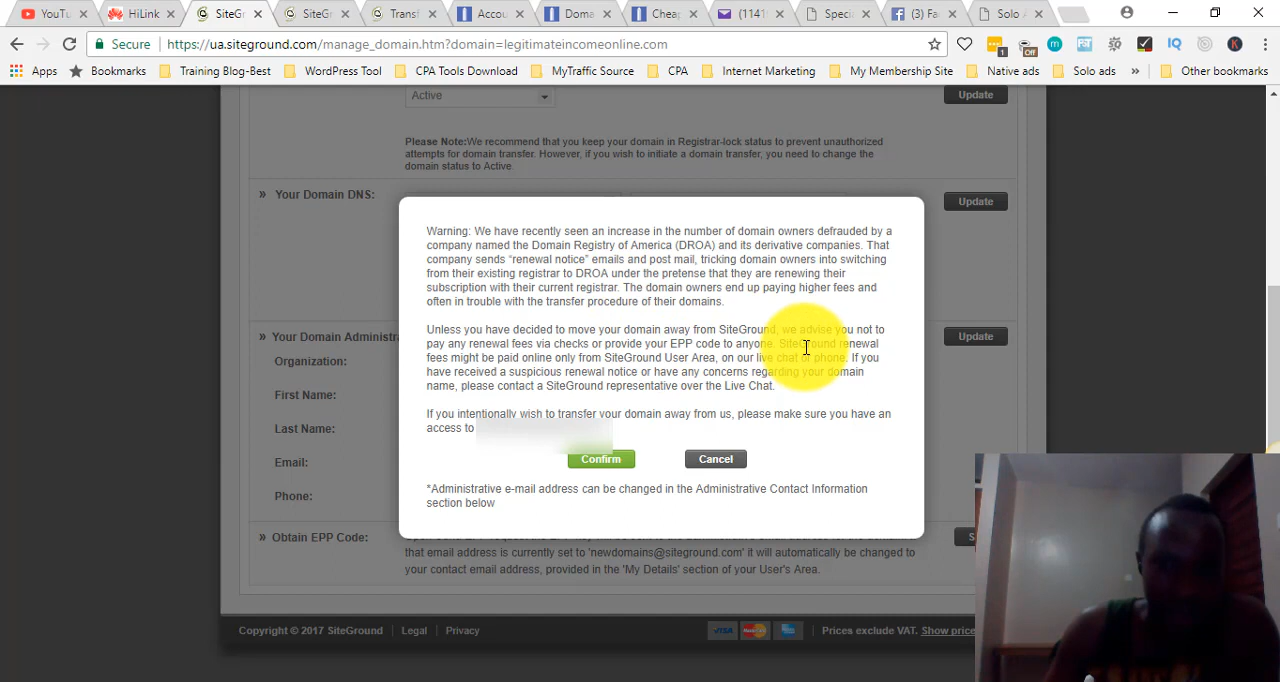 YouTu
HiLink
SiteGr
SiteG
Transf
Accou
Doma
Cheap
(1141
Speci
(3) Fa
Solo A
Secure
https://ua.siteground.com/manage_domain.htm?domain=legitimateincomeonline.com
Apps
Bookmarks
Training Blog-Best
WordPress Tool
CPA Tools Download
MyTraffic Source
CPA
Internet Marketing
My Membership Site
Native ads
Solo ads
»
Other bookmarks
Active
Update
Please Note:We recommend that you keep your domain in Registrar-lock status to prevent unauthorized
attempts for domain transfer. However, if you wish to initiate a domain transfer, you need to change the
domain status to Active.
» Your Domain DNS:
Update
Warning: We have recently seen an increase in the number of domain owners defrauded by a
company named the Domain Registry of America (DROA) and its derivative companies. That
company sends “renewal notice” emails and post mail, tricking domain owners into switching
from their existing registrar to DROA under the pretense that they are renewing their
subscription with their current registrar. The domain owners end up paying higher fees and
often in trouble with the transfer procedure of their domains.
Unless you have decided to move your domain away from SiteGround, we advise you not to
pay any renewal fees via checks or provide your EPP code to anyone. SiteGround renewal
fees might be paid online only from SiteGround User Area, on our live chat or phone. If you
have received a suspicious renewal notice or have any concerns regarding your domain
name, please contact a SiteGround representative over the Live Chat.
If you intentionally wish to transfer your domain away from us, please make sure you have an
access to
Confirm
Cancel
*Administrative e-mail address can be changed in the Administrative Contact Information
section below
» Your Domain Administra
Update
Organization:
First Name:
Last Name:
Email:
Phone:
» Obtain EPP Code:
S
that email address is currently set to 'newdomains@siteground.com' it will automatically be changed to
your contact email address, provided in the 'My Details' section of your User's Area.
Copyright © 2017 SiteGround | Legal | Privacy
VISA
Prices exclude VAT. Show price